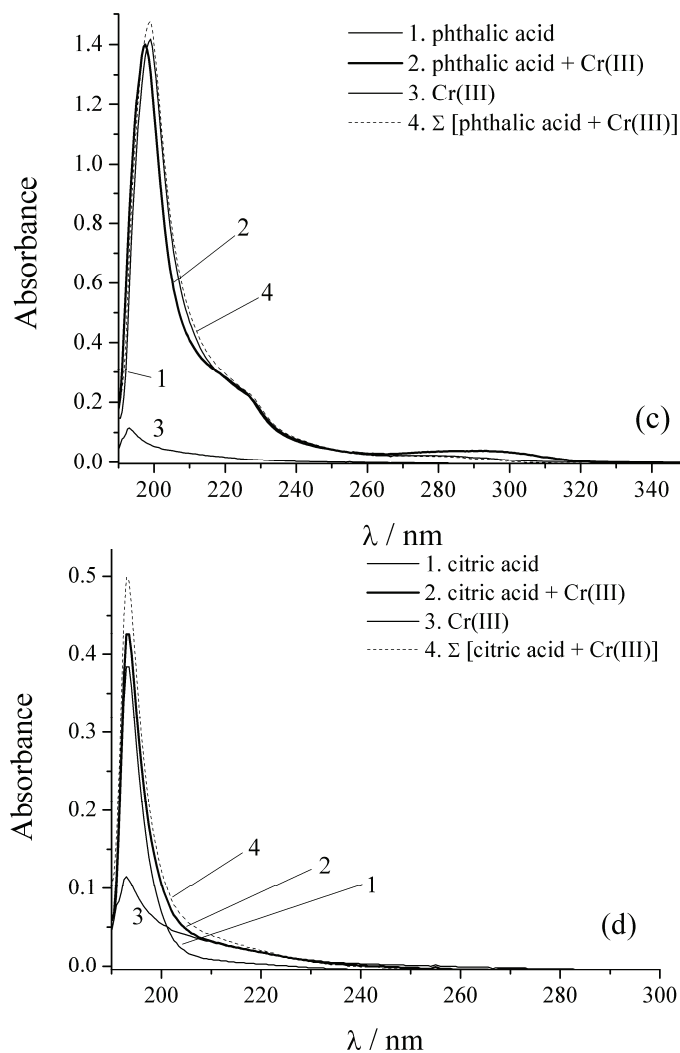 1. phthalic acid
2. phthalic acid + Cr(III)
3. Cr(III)
4. Σ [phthalic acid + Cr(III)]
Absorbance
1.4
1.2
1.0
0.8
0.6
0.4
0.2
0.0
2
4
1
3
(c)
200 220 240 260 280 300 320 340
λ / nm
1. citric acid
2. citric acid + Cr(III)
3. Cr(III)
4. Σ [citric acid + Cr(III)]
Absorbance
0.5
0.4
0.3
0.2
0.1
0.0
4
2
1
3
(d)
200 220 240 260 280 300
λ / nm